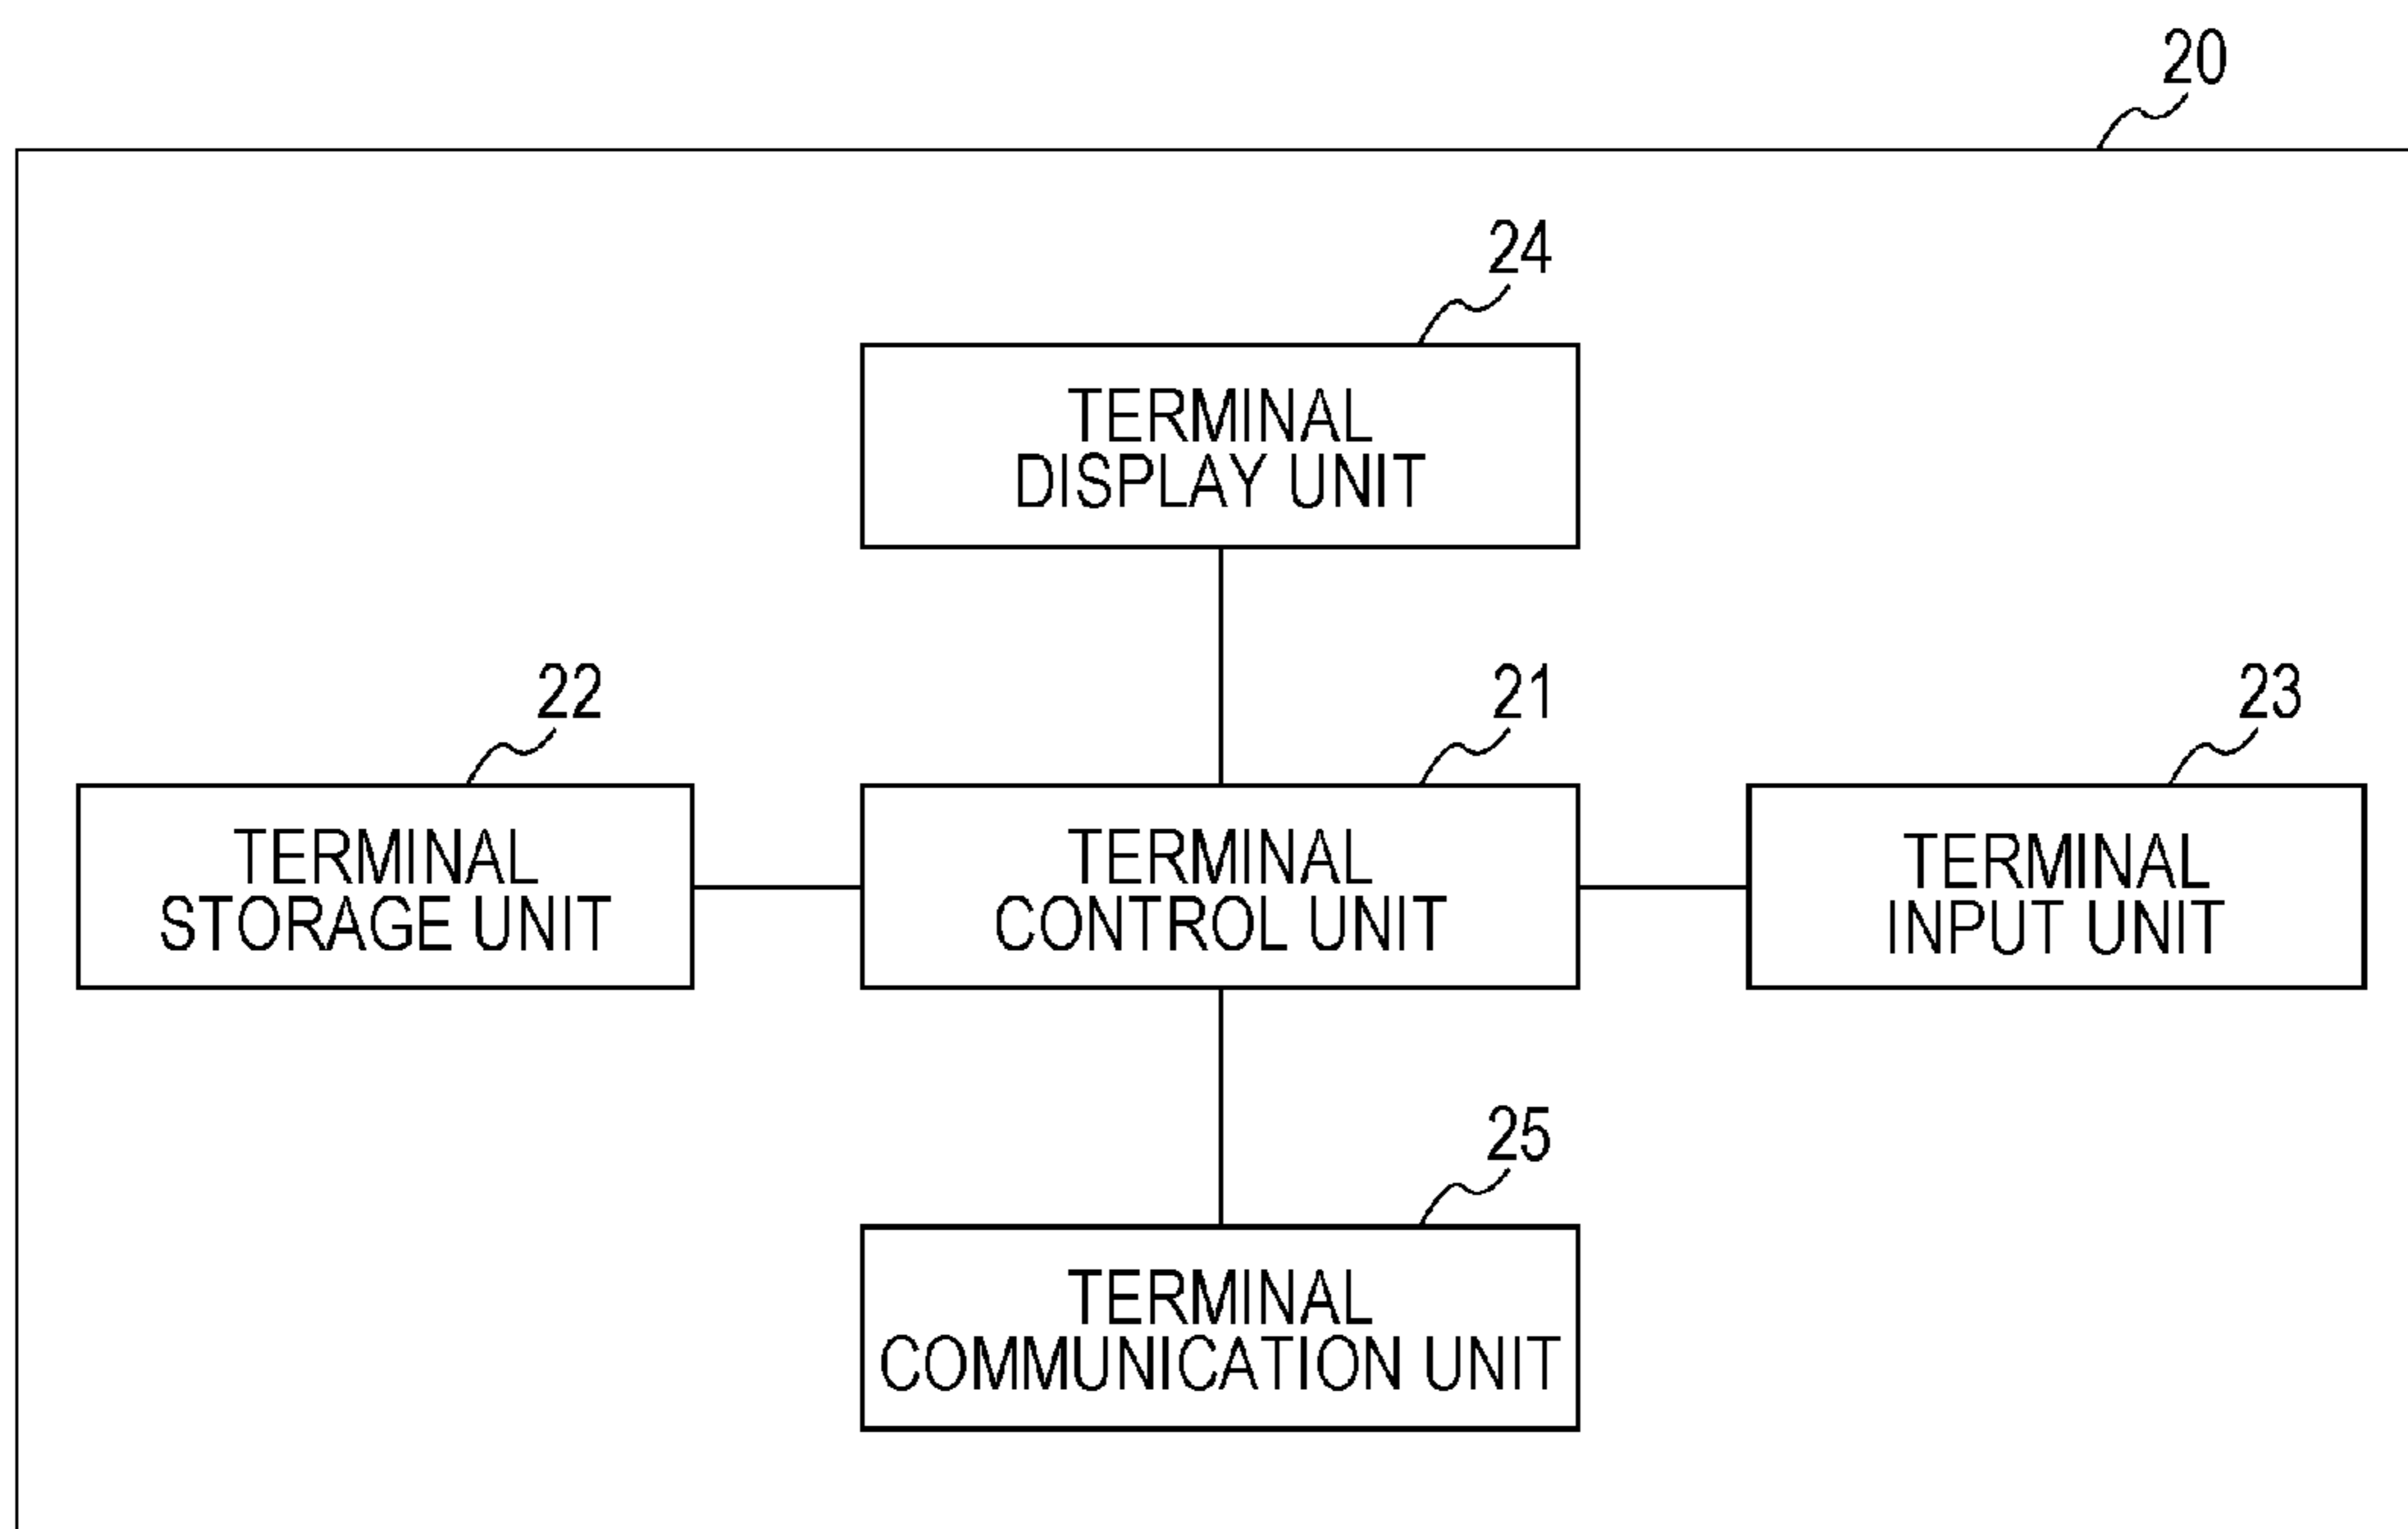 20
24
TERMINAL
DISPLAY UNIT
22
21
23
TERMINAL
STORAGE UNIT
TERMINAL
CONTROL UNIT
TERMINAL
INPUT UNIT
25
TERMINAL
COMMUNICATION UNIT